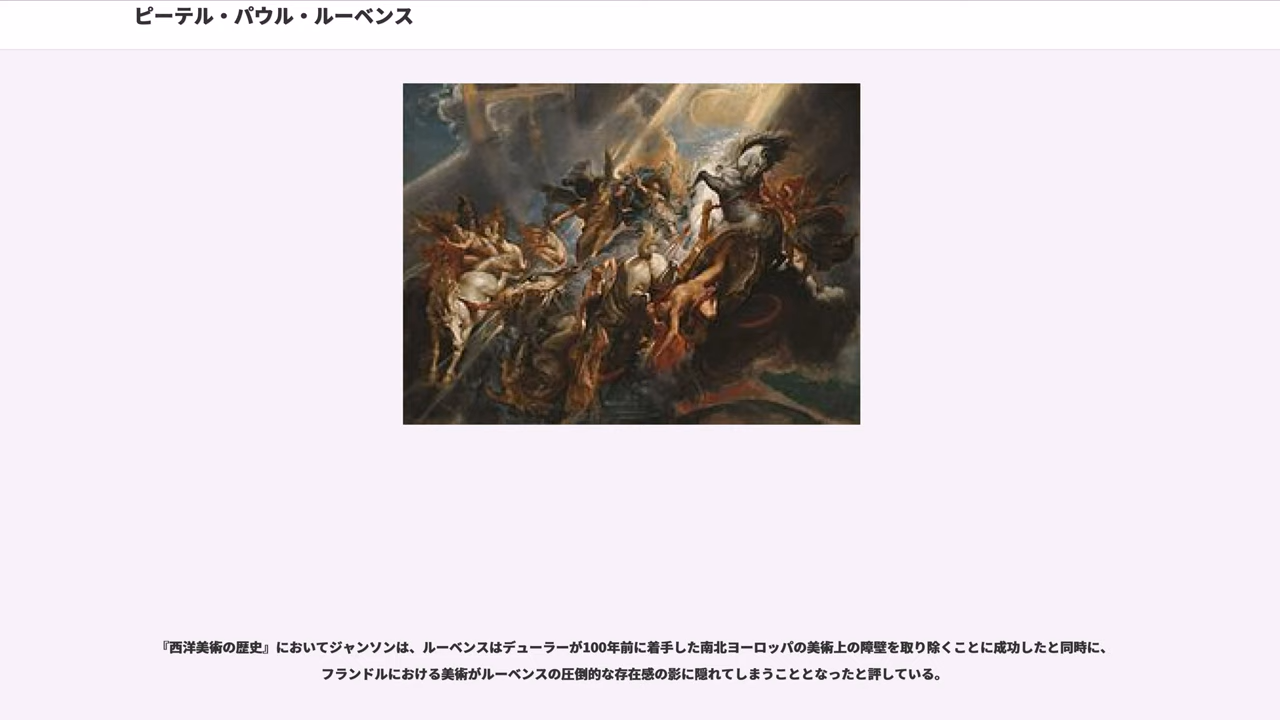 ピーテル・パウル・ルーベンス
『西洋美術の歴史』においてジャンソンは、ルーベンスはデューラーが100年前に着手した南北ヨーロッパの美術上の障壁を取り除くことに成功したと同時に、
フランドルにおける美術がルーベンスの圧倒的な存在感の影に隠れてしまうこととなったと評している。